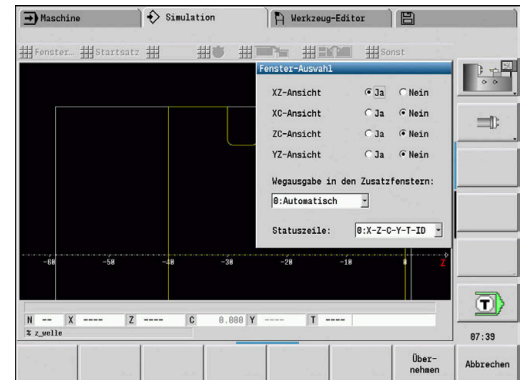 Maschine Simulation Werkzeug-Editor
Fenster.. Startsatz Sonst
Fenster-Auswahl
XZ-Ansicht Ja Nein
XC-Ansicht Ja Nein
ZC-Ansicht Ja Nein
YZ-Ansicht Ja Nein
Wegausgabe in den Zusatzfenstern:
0:Automatisch
Statuszeile: 0:X-Z-C-Y-T-ID
-60 -50 -40 -30 -20 -10 0 Z
N -- X ---- Z ---- C 0.000 Y ---- T ----
% z_welle
T
07:39
Über-
nehmen
Abbrechen